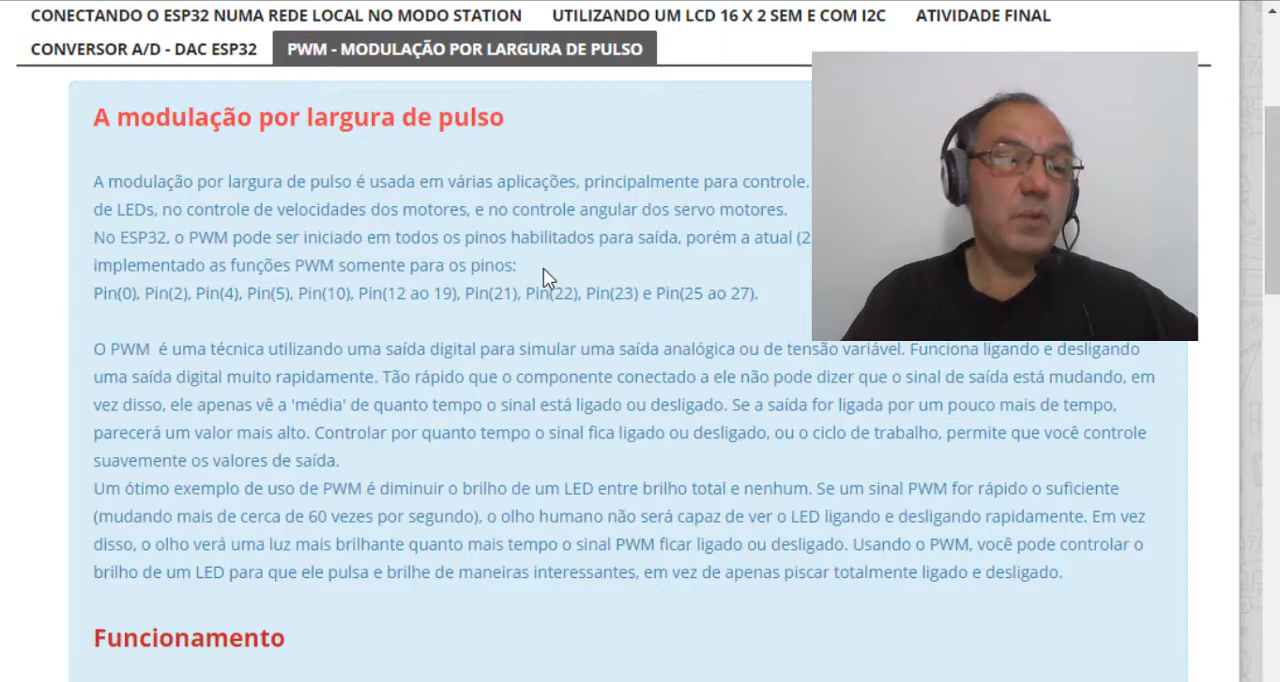 CONECTANDO O ESP32 NUMA REDE LOCAL NO MODO STATION UTILIZANDO UM LCD 16 X 2 SEM E COM I2C ATIVIDADE FINAL
CONVERSOR A/D - DAC ESP32 PWM - MODULAÇÃO POR LARGURA DE PULSO
A modulação por largura de pulso
A modulação por largura de pulso é usada em várias aplicações, principalmente para controle.
de LEDs, no controle de velocidades dos motores, e no controle angular dos servo motores.
No ESP32, o PWM pode ser iniciado em todos os pinos habilitados para saída, porém a atual (2
implementado as funções PWM somente para os pinos:
Pin(0), Pin(2), Pin(4), Pin(5), Pin(10), Pin(12 ao 19), Pin(21), Pin(22), Pin(23) e Pin(25 ao 27).
O PWM é uma técnica utilizando uma saída digital para simular uma saída analógica ou de tensão variável. Funciona ligando e desligando
uma saída digital muito rapidamente. Tão rápido que o componente conectado a ele não pode dizer que o sinal de saída está mudando, em
vez disso, ele apenas vê a 'média' de quanto tempo o sinal está ligado ou desligado. Se a saída for ligada por um pouco mais de tempo,
parecerá um valor mais alto. Controlar por quanto tempo o sinal fica ligado ou desligado, ou o ciclo de trabalho, permite que você controle
suavemente os valores de saída.
Um ótimo exemplo de uso de PWM é diminuir o brilho de um LED entre brilho total e nenhum. Se um sinal PWM for rápido o suficiente
(mudando mais de cerca de 60 vezes por segundo), o olho humano não será capaz de ver o LED ligando e desligando rapidamente. Em vez
disso, o olho verá uma luz mais brilhante quanto mais tempo o sinal PWM ficar ligado ou desligado. Usando o PWM, você pode controlar o
brilho de um LED para que ele pulsa e brilhe de maneiras interessantes, em vez de apenas piscar totalmente ligado e desligado.
Funcionamento